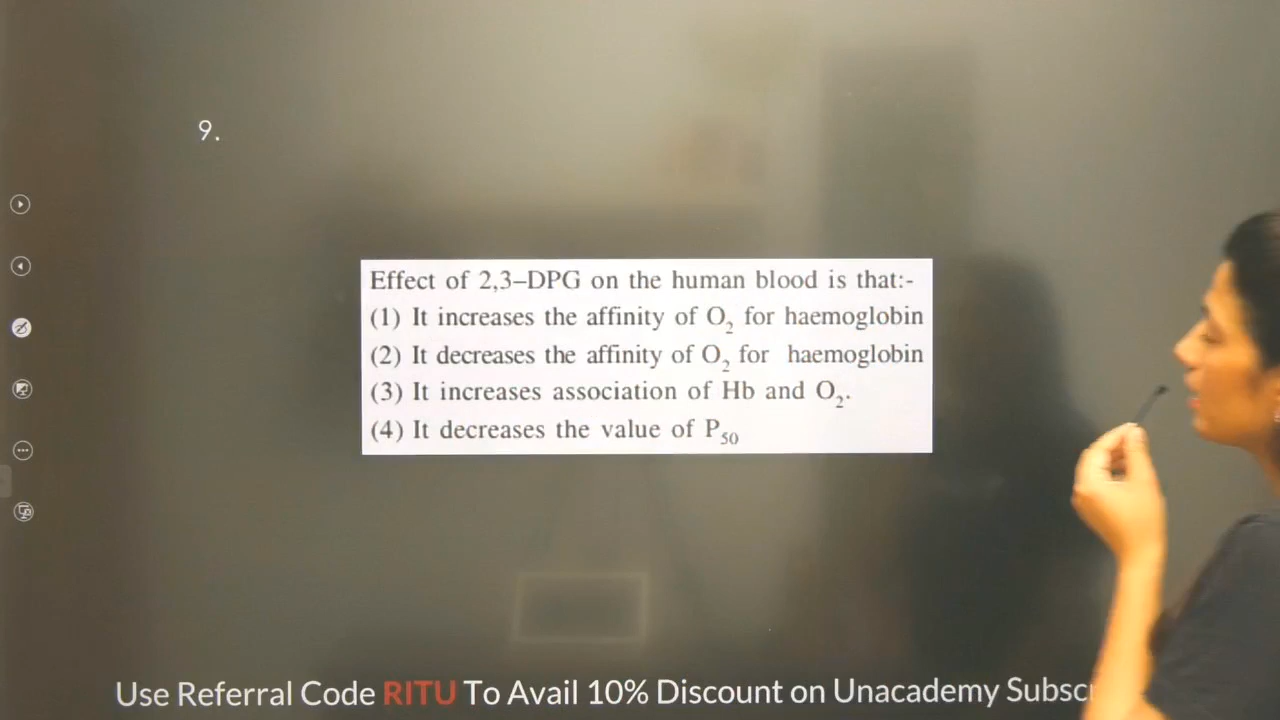 9.
Effect of 2,3–DPG on the human blood is that:-
(1) It increases the affinity of O₂ for haemoglobin
(2) It decreases the affinity of O₂ for haemoglobin
(3) It increases association of Hb and O₂.
(4) It decreases the value of P₅₀
Use Referral Code RITU To Avail 10% Discount on Unacademy Subscr